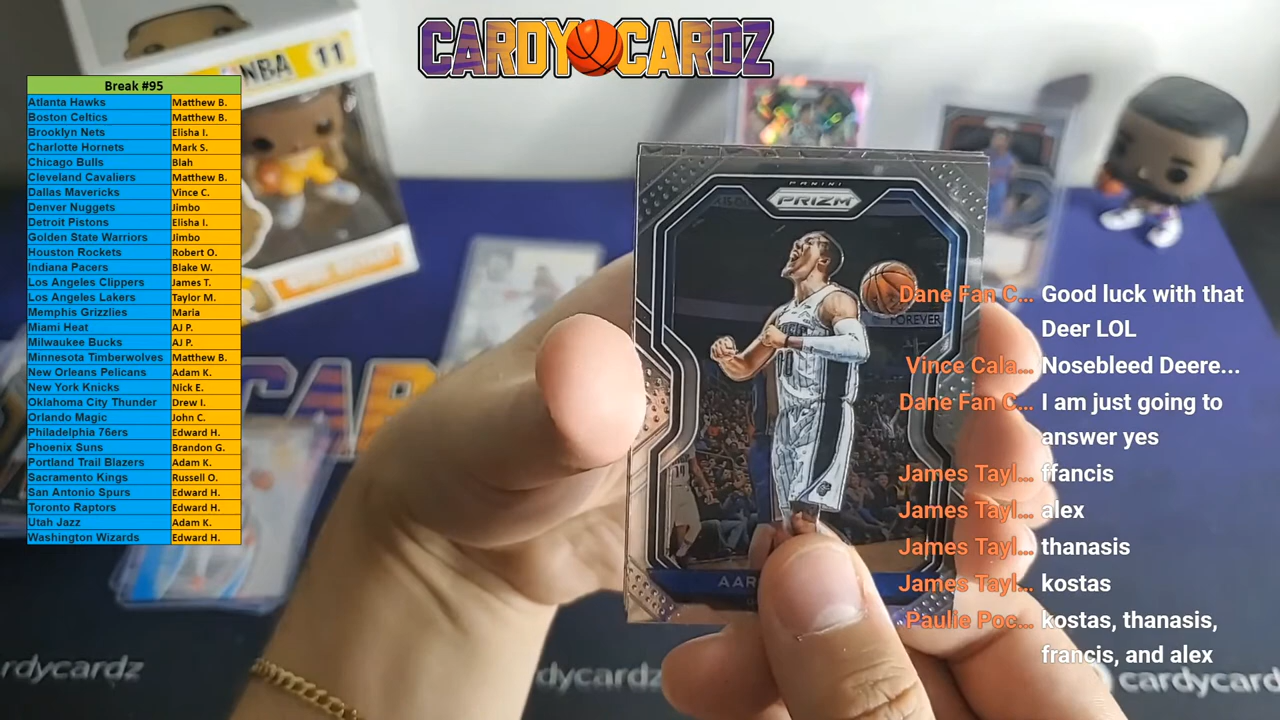 CARDY CARDZ
NBA 11
Break #95
Atlanta Hawks Matthew B.
Boston Celtics Matthew B.
Brooklyn Nets Elisha I.
Charlotte Hornets Mark S.
Chicago Bulls Blah
Cleveland Cavaliers Matthew B.
Dallas Mavericks Vince C.
Denver Nuggets Jimbo
Detroit Pistons Elisha I.
Golden State Warriors Jimbo
Houston Rockets Robert O.
Indiana Pacers Blake W.
Los Angeles Clippers James T.
Los Angeles Lakers Taylor M.
Memphis Grizzlies Maria
Miami Heat AJ P.
Milwaukee Bucks AJ P.
Minnesota Timberwolves Matthew B.
New Orleans Pelicans Adam K.
New York Knicks Nick E.
Oklahoma City Thunder Drew I.
Orlando Magic John C.
Philadelphia 76ers Edward H.
Phoenix Suns Brandon G.
Portland Trail Blazers Adam K.
Sacramento Kings Russell O.
San Antonio Spurs Edward H.
Toronto Raptors Edward H.
Utah Jazz Adam K.
Washington Wizards Edward H.
PANINI
PRIZM
FOREVER
AAR
Dane Fan C... Good luck with that
Deer LOL
Vince Cala... Nosebleed Deere...
Dane Fan C... I am just going to
answer yes
James Tayl... ffancis
James Tayl... alex
James Tayl... thanasis
James Tayl... kostas
Paulie Poc... kostas, thanasis,
francis, and alex
ardycardz
dycardz
cardycard